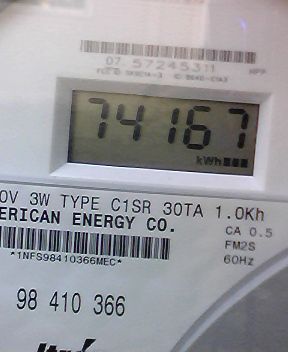 07 57245311
74167
kWh
0V 3W TYPE C1SR 30TA 1.0Kh
ERICAN ENERGY CO.
CA 0.5
FM2S
*1NFS98410366MEC*
60Hz
98 410 366